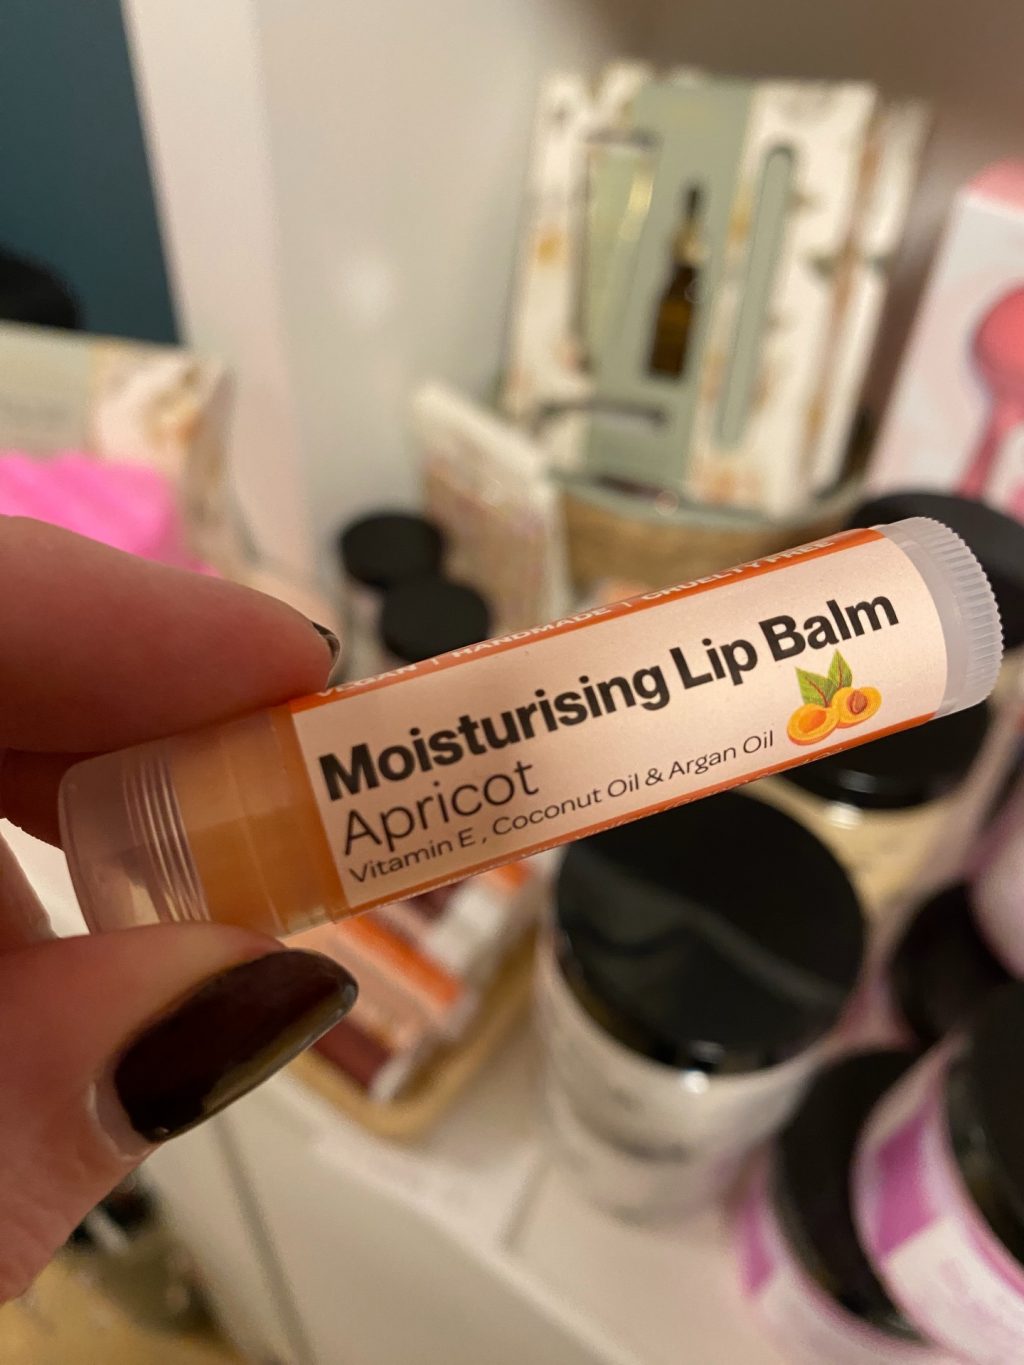 VEGAN | HANDMADE | CRUELTY FREE
Moisturising Lip Balm
Apricot
Vitamin E , Coconut Oil & Argan Oil